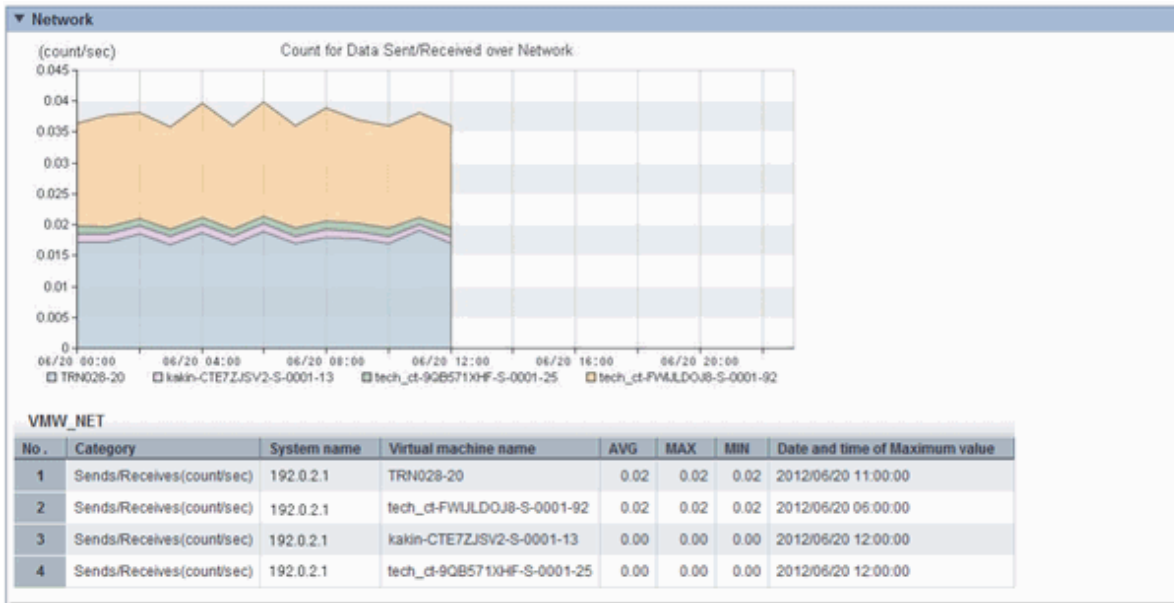 Network
(count/sec) Count for Data Sent/Received over Network
0.045
0.04
0.035
0.03
0.025
0.02
0.015
0.01
0.005
0
06/20 00:00 06/20 04:00 06/20 08:00 06/20 12:00 06/20 16:00 06/20 20:00
TRN028-20 kakin-CTE7ZJSV2-S-0001-13 tech_ct-9QB571XHF-S-0001-25 tech_ct-FWIJLDOJ8-S-0001-92
VMW_NET
No. Category System name Virtual machine name AVG MAX MIN Date and time of Maximum value
1 Sends/Receives(count/sec) 192.0.2.1 TRN028-20 0.02 0.02 0.02 2012/06/20 11:00:00
2 Sends/Receives(count/sec) 192.0.2.1 tech_ct-FWIJLDOJ8-S-0001-92 0.02 0.02 0.02 2012/06/20 06:00:00
3 Sends/Receives(count/sec) 192.0.2.1 kakin-CTE7ZJSV2-S-0001-13 0.00 0.00 0.00 2012/06/20 12:00:00
4 Sends/Receives(count/sec) 192.0.2.1 tech_ct-9QB571XHF-S-0001-25 0.00 0.00 0.00 2012/06/20 12:00:00